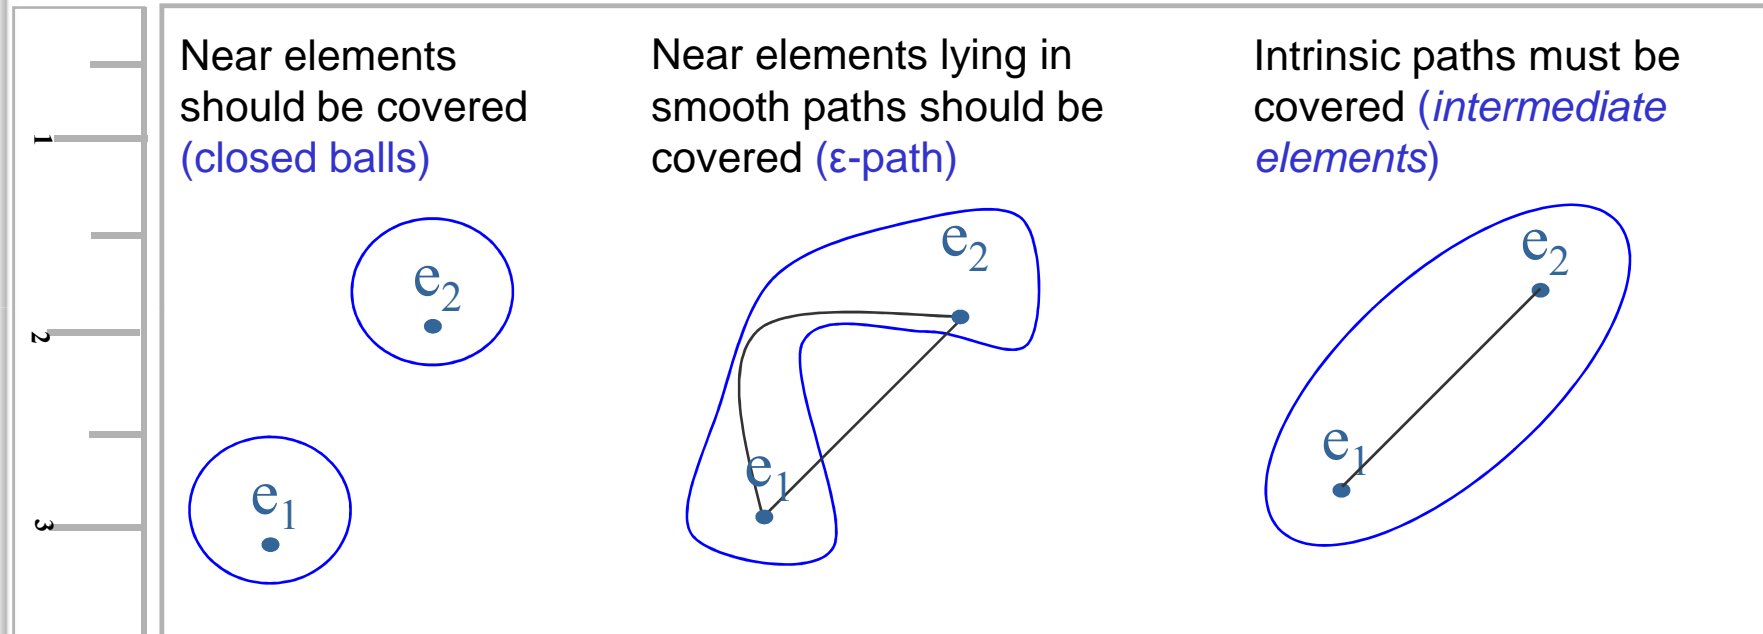 Near elements
should be covered
(closed balls)
Near elements lying in
smooth paths should be
covered (ε-path)
Intrinsic paths must be
covered (intermediate
elements)
e2
e1
e2
e1
e2
e1
1
2
3